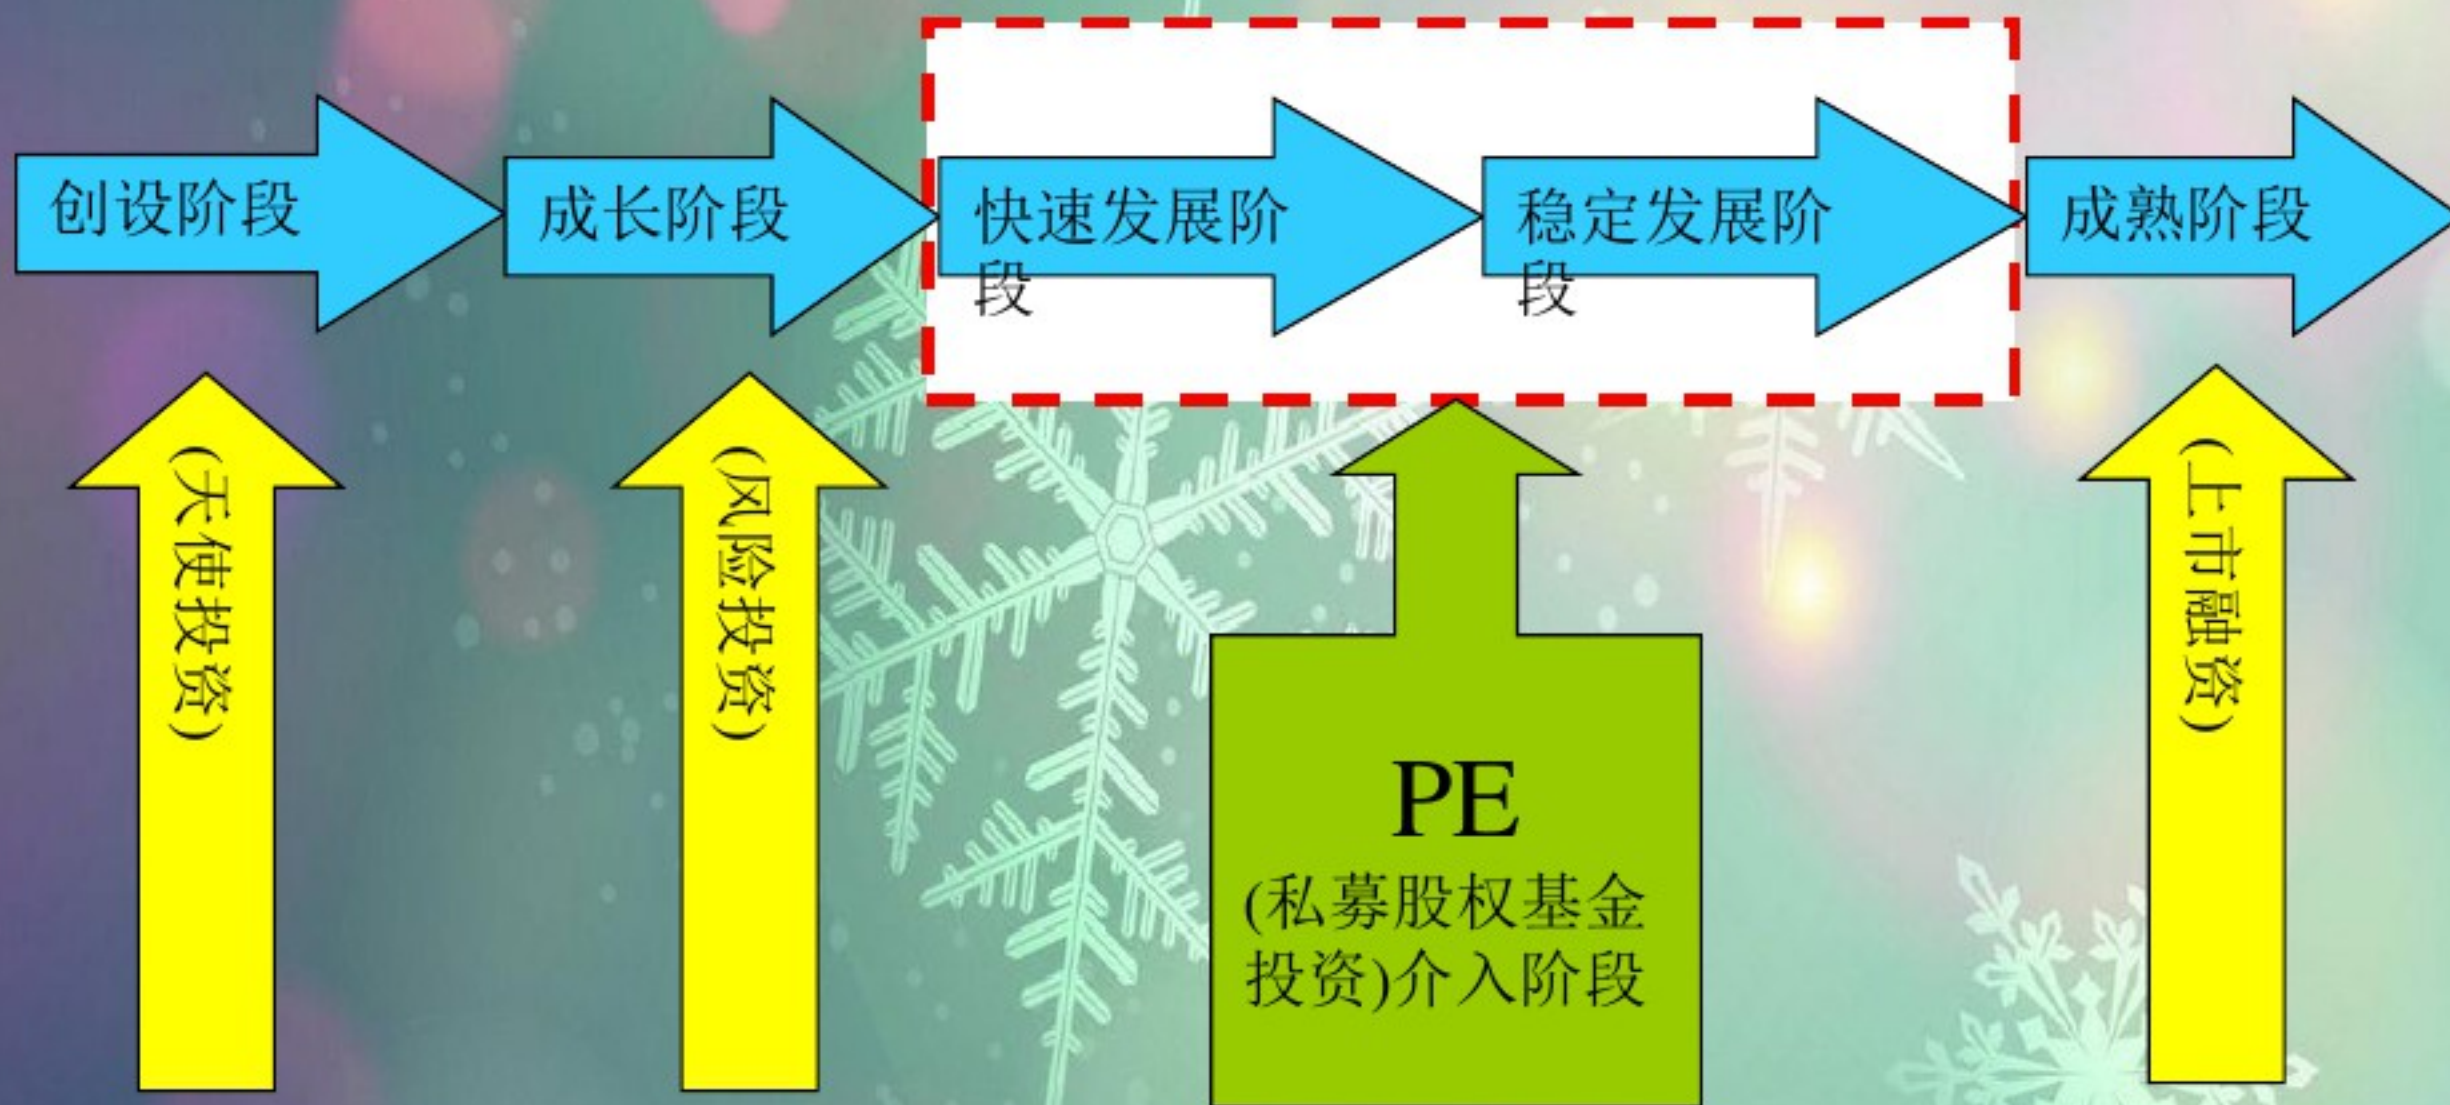 创设阶段
成长阶段
快速发展阶
段
稳定发展阶
段
成熟阶段
(天使投资)
(风险投资)
PE
(私募股权基金
投资)介入阶段
(上市融资)